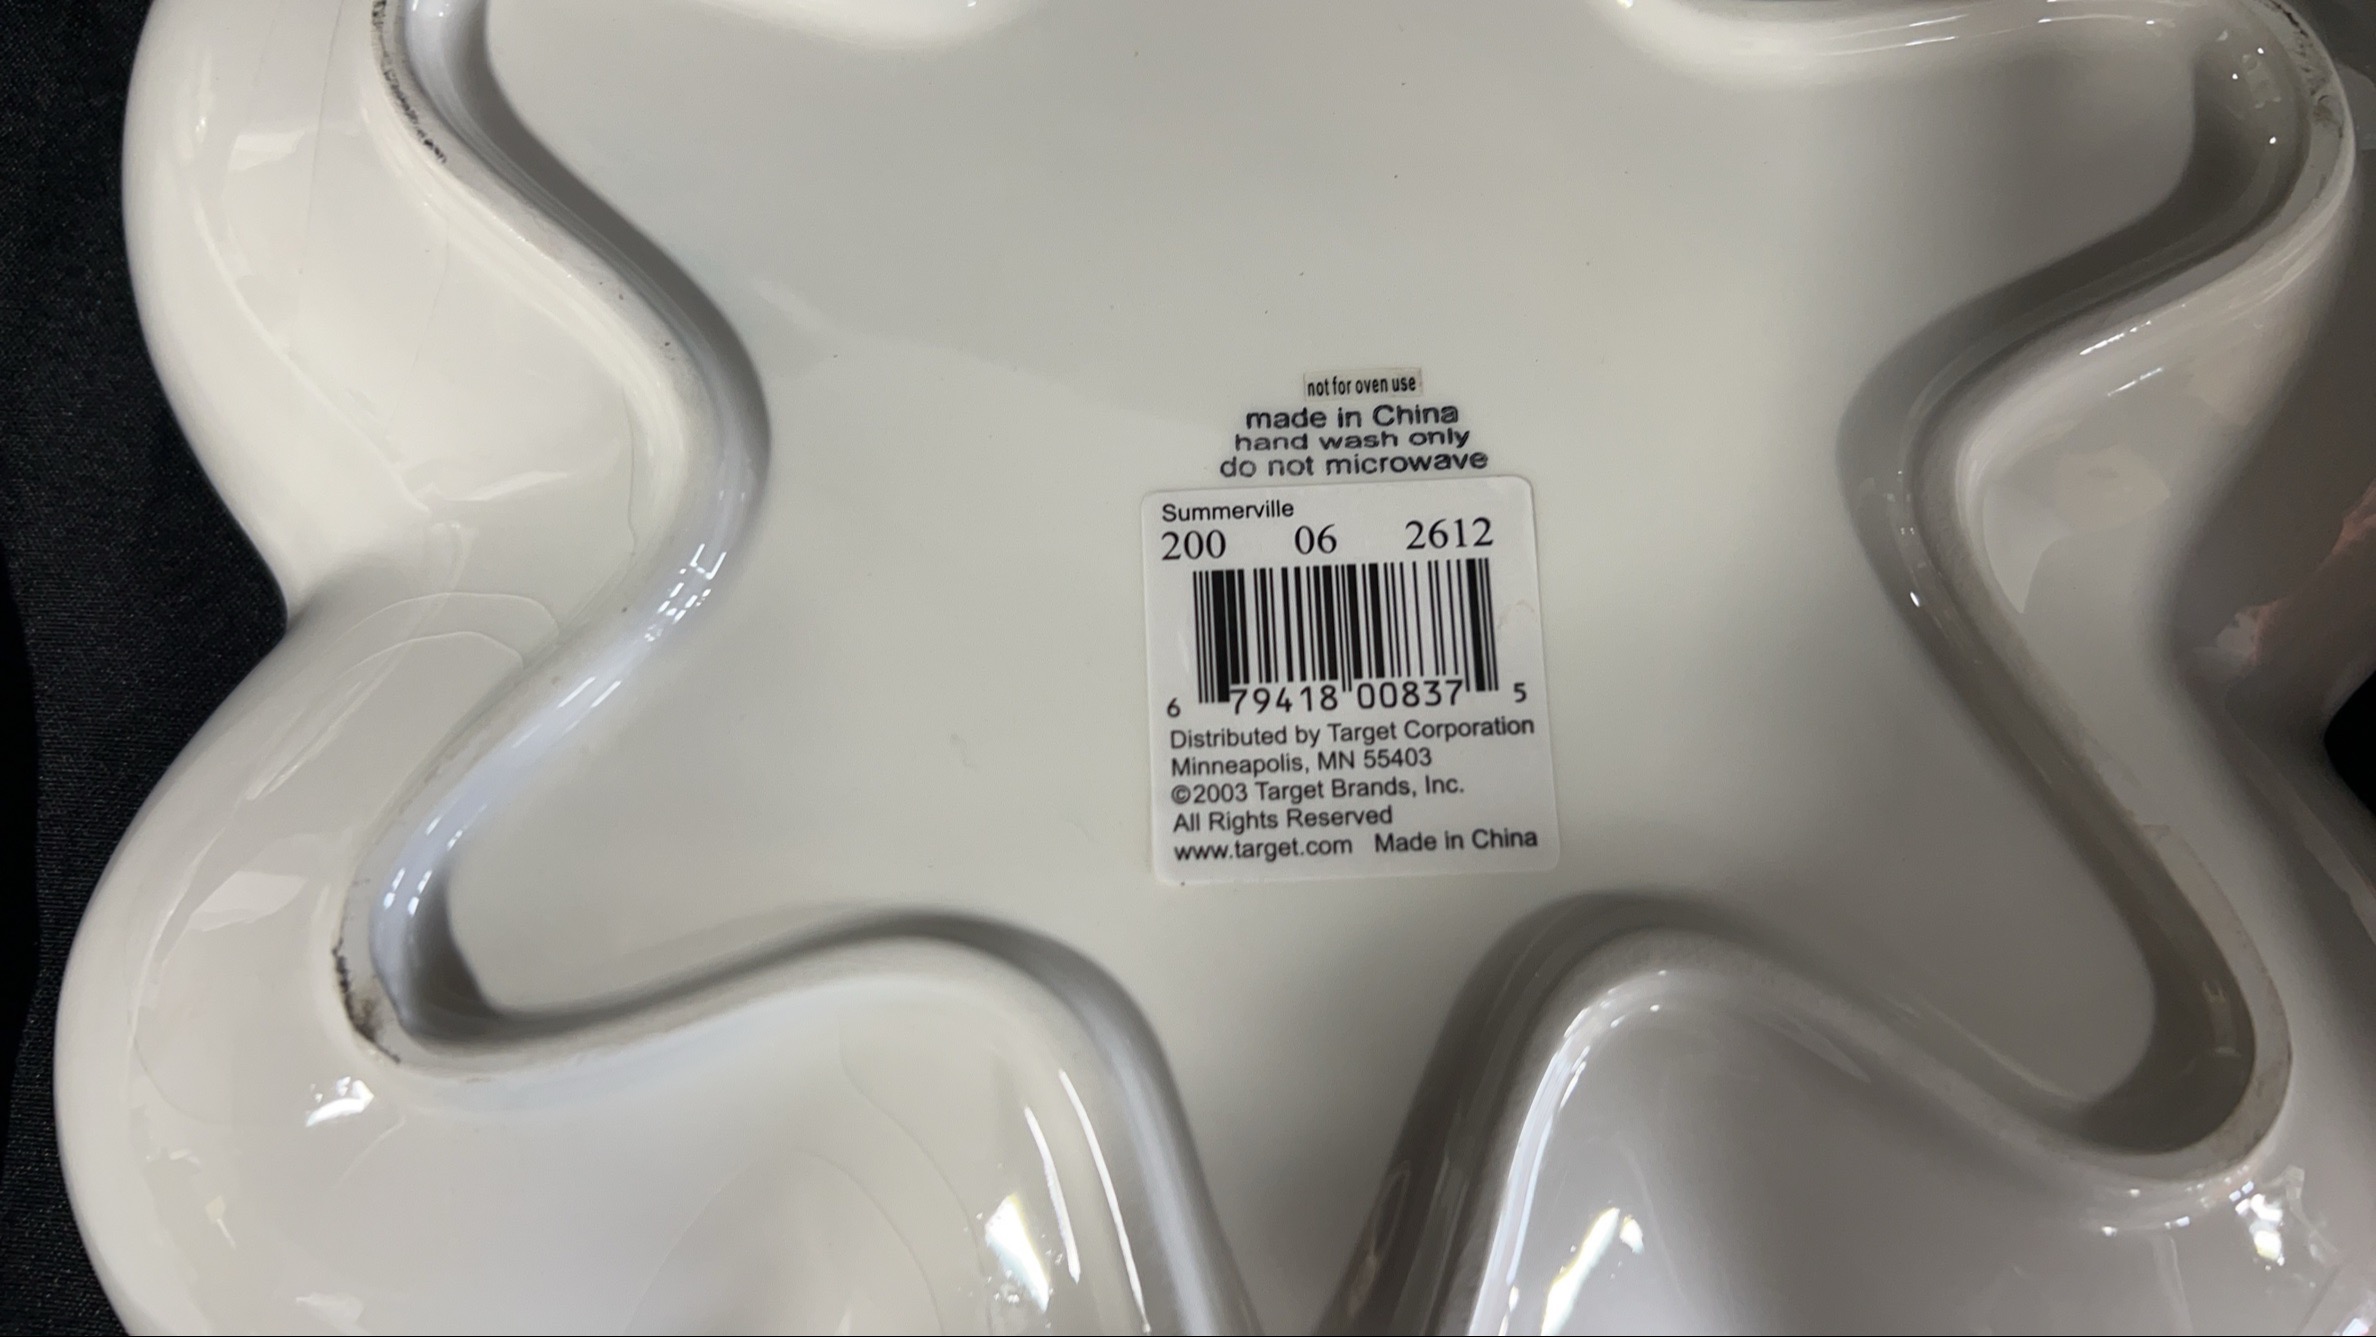 not for oven use
made in China
hand wash only
do not microwave
Summerville
200 06 2612
6 79418 00837 5
Distributed by Target Corporation
Minneapolis, MN 55403
©2003 Target Brands, Inc.
All Rights Reserved
www.target.com Made in China